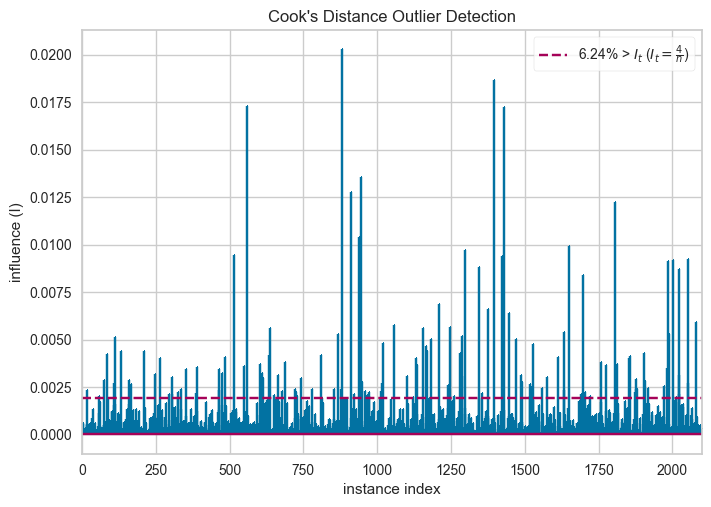 Cook's Distance Outlier Detection
6.24% > I_t (I_t = 4/n)
influence (I)
0.0200
0.0175
0.0150
0.0125
0.0100
0.0075
0.0050
0.0025
0.0000
0 250 500 750 1000 1250 1500 1750 2000
instance index